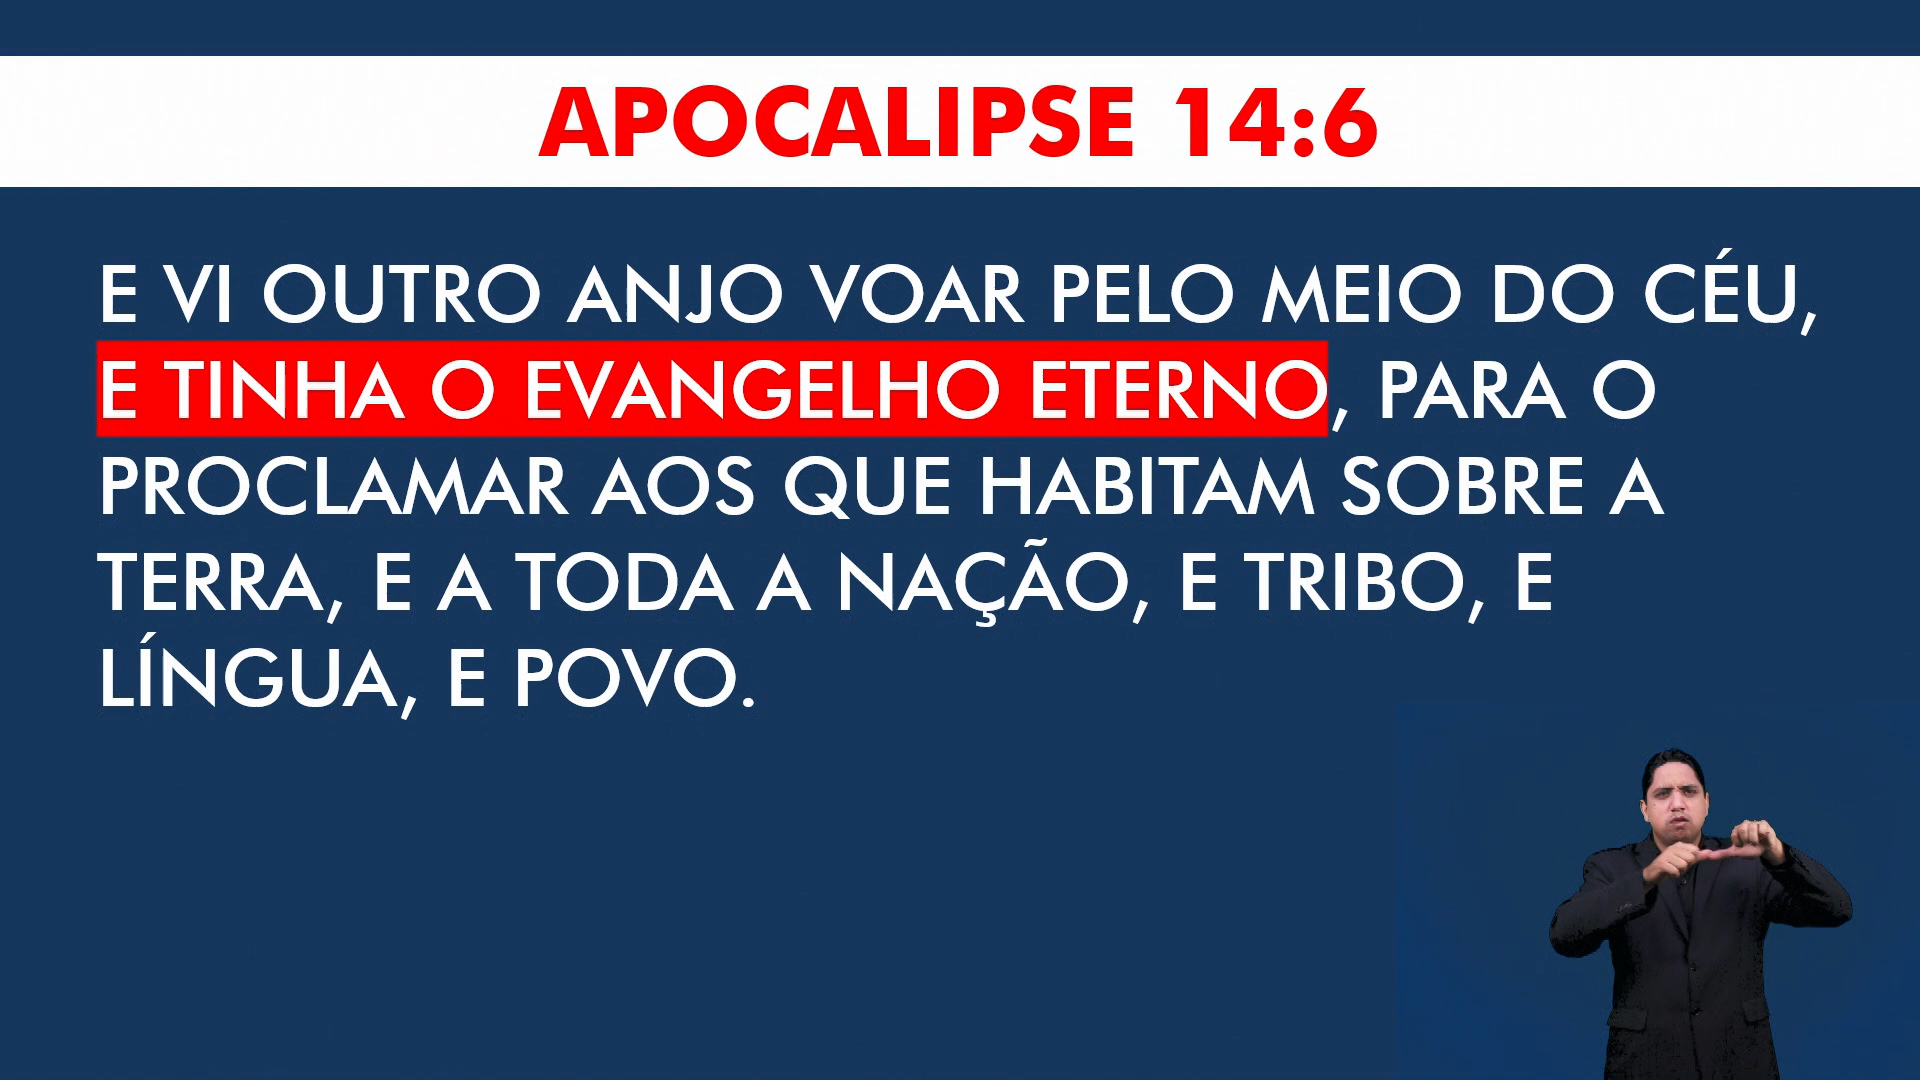 APOCALIPSE 14:6
E VI OUTRO ANJO VOAR PELO MEIO DO CÉU,
E TINHA O EVANGELHO ETERNO, PARA O
PROCLAMAR AOS QUE HABITAM SOBRE A
TERRA, E A TODA A NAÇÃO, E TRIBO, E
LÍNGUA, E POVO.